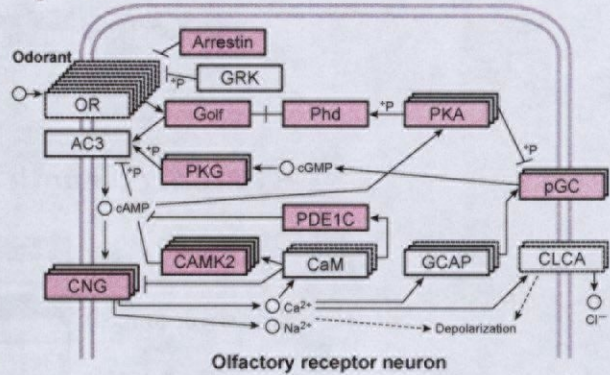 Arrestin
Odorant
+P
GRK
OR
Golf
Phd
+P
PKA
AC3
+P
+P
PKG
cGMP
+P
pGC
cAMP
PDE1C
CAMK2
CaM
GCAP
CLCA
CNG
Ca2+
Na2+
Depolarization
Cl—
Olfactory receptor neuron